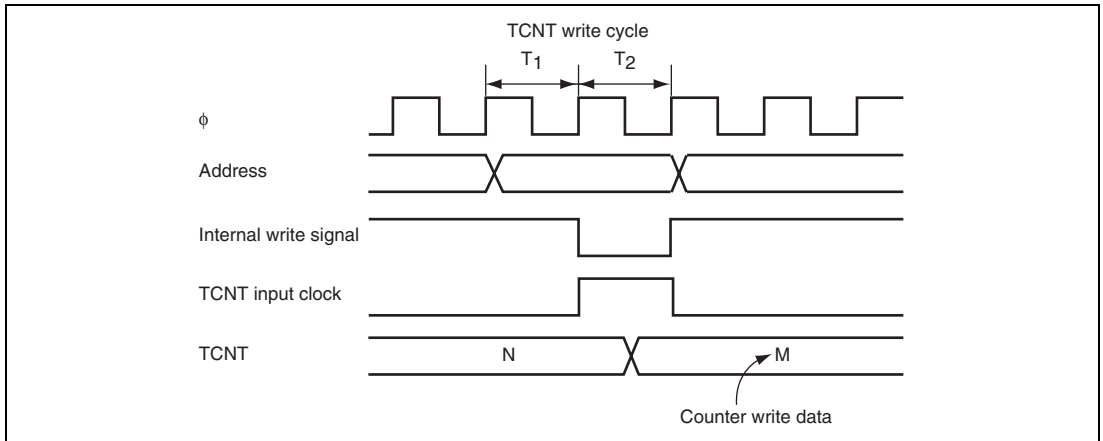 TCNT write cycle
T1 T2
ϕ
Address
Internal write signal
TCNT input clock
TCNT N M
Counter write data